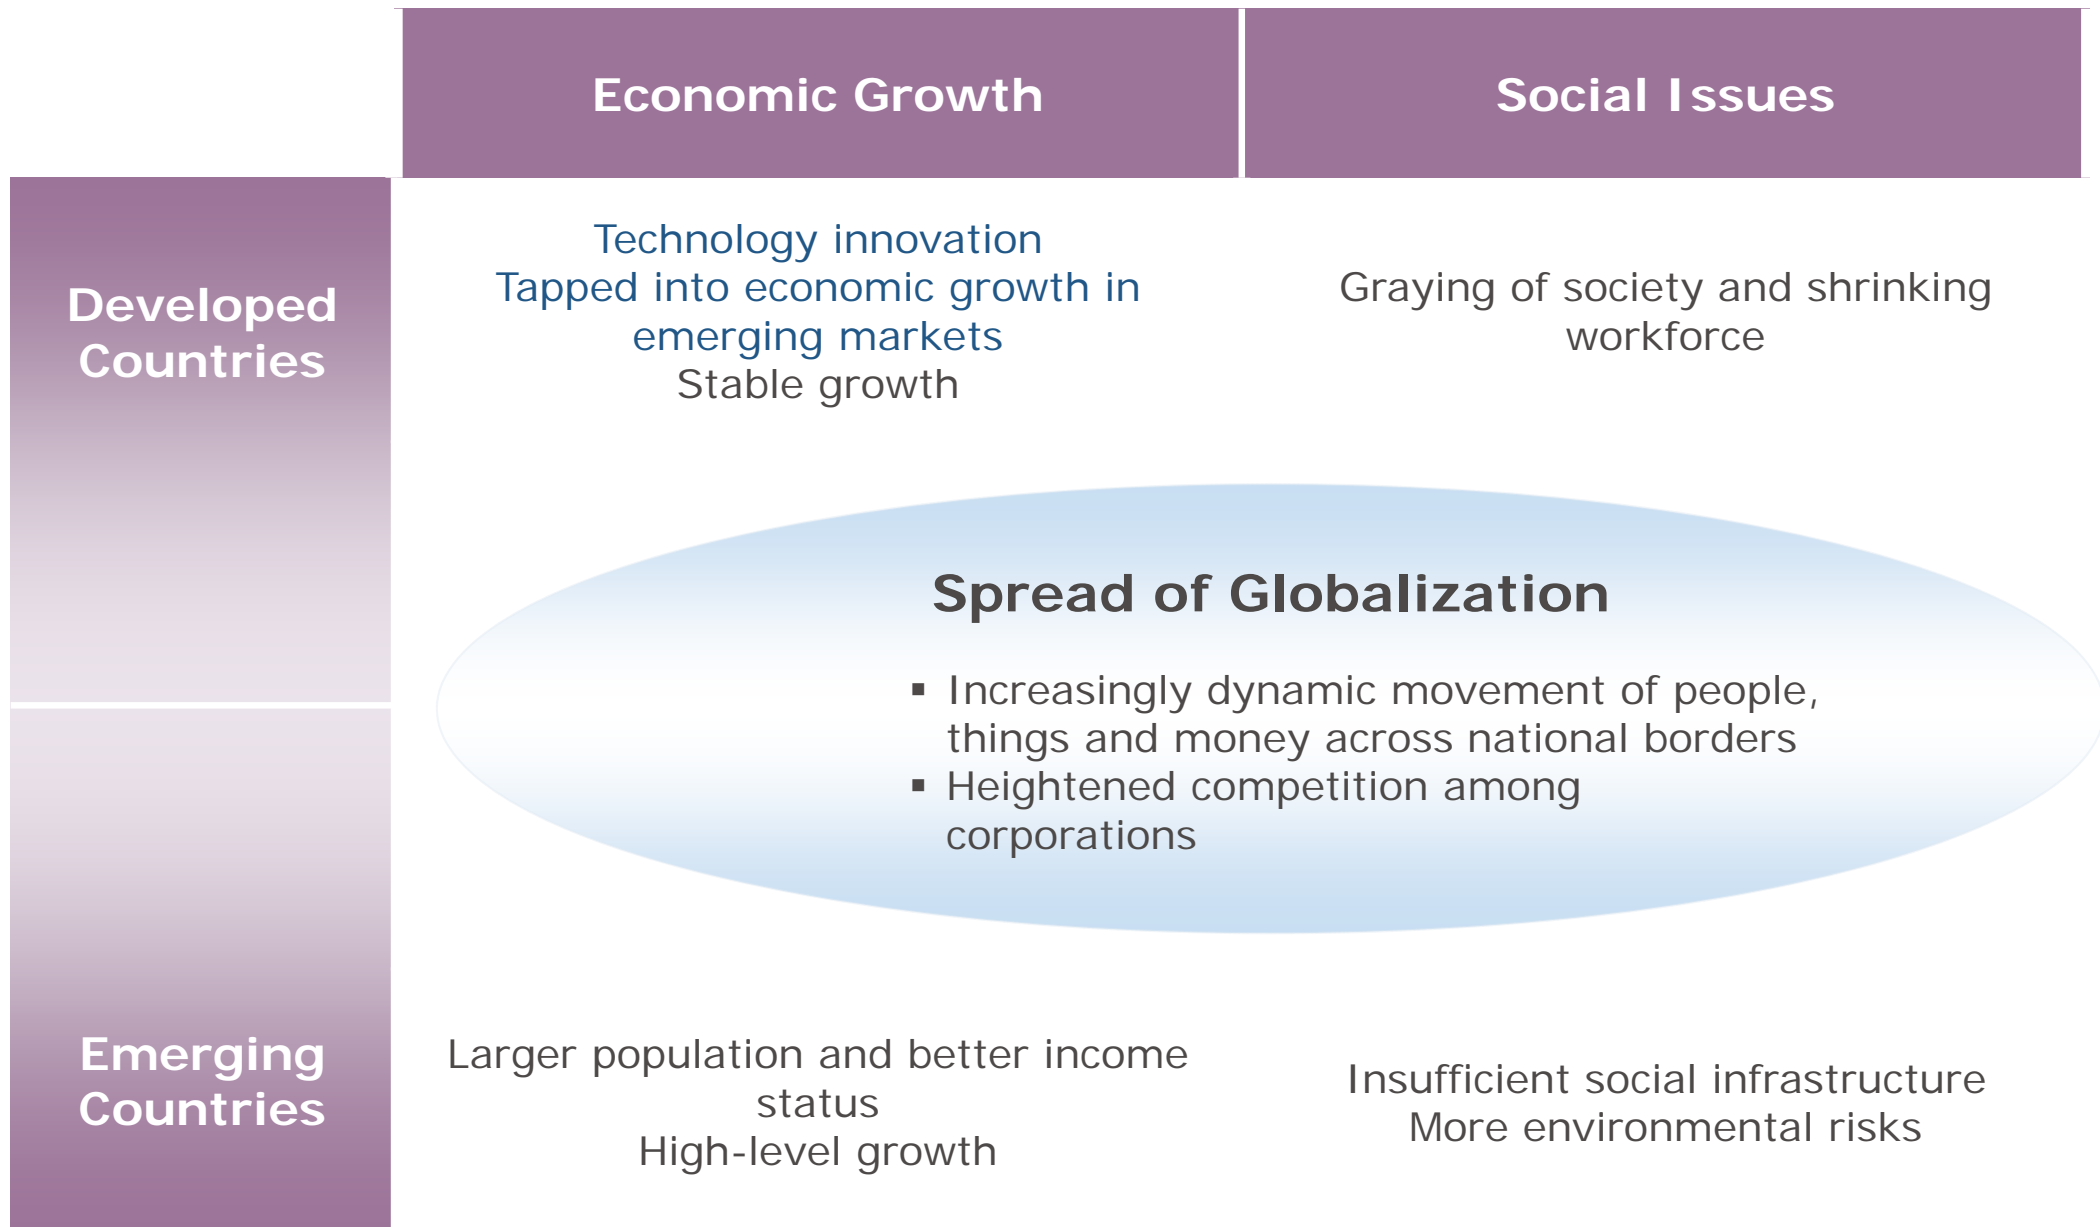 Economic Growth
Social Issues
Developed
Countries
Technology innovation
Tapped into economic growth in
emerging markets
Stable growth
Graying of society and shrinking
workforce
Spread of Globalization
▪ Increasingly dynamic movement of people,
things and money across national borders
▪ Heightened competition among
corporations
Emerging
Countries
Larger population and better income
status
High-level growth
Insufficient social infrastructure
More environmental risks